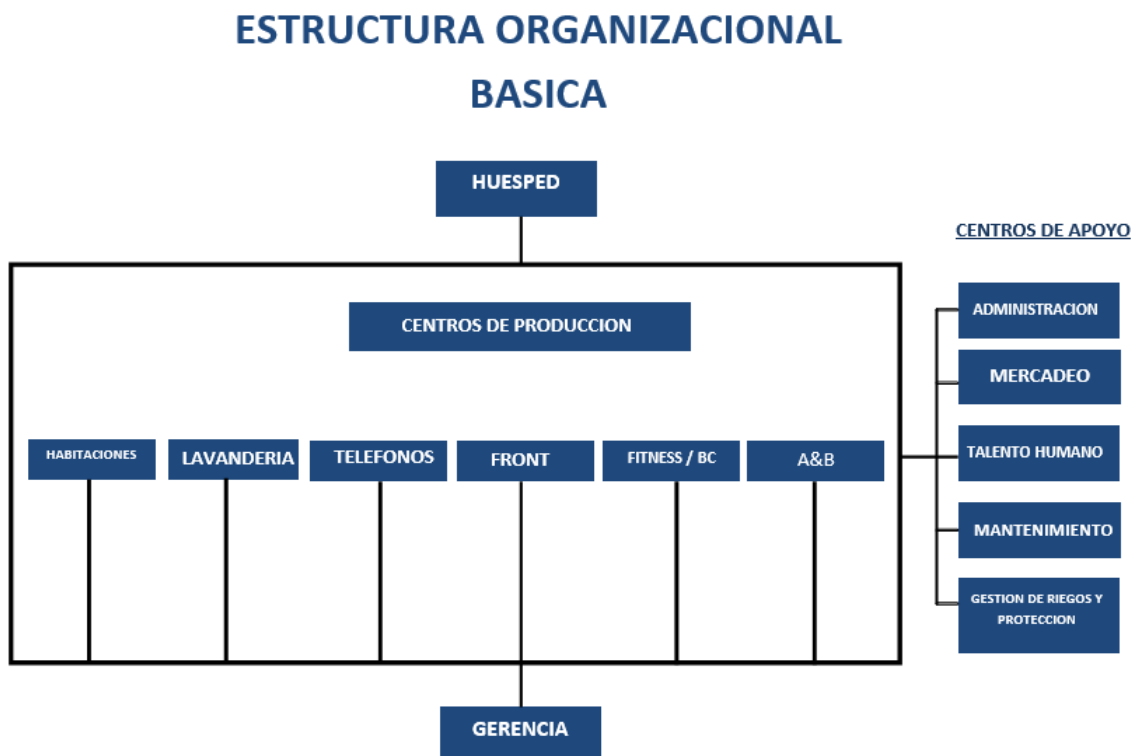 ESTRUCTURA ORGANIZACIONAL
BASICA
HUESPED
CENTROS DE APOYO
CENTROS DE PRODUCCION
ADMINISTRACION
MERCADEO
TALENTO HUMANO
MANTENIMIENTO
GESTION DE RIEGOS Y
PROTECCION
HABITACIONES
LAVANDERIA
TELEFONOS
FRONT
FITNESS / BC
A&B
GERENCIA